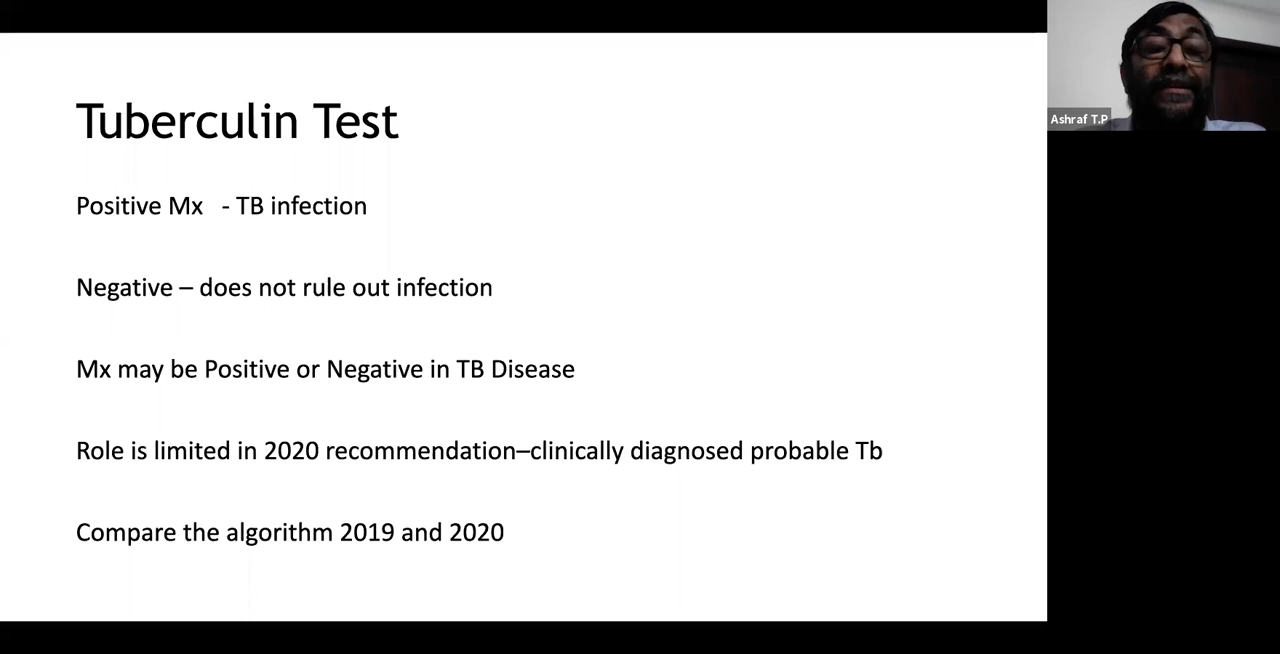 Tuberculin Test
Positive Mx - TB infection
Negative – does not rule out infection
Mx may be Positive or Negative in TB Disease
Role is limited in 2020 recommendation–clinically diagnosed probable Tb
Compare the algorithm 2019 and 2020
Ashraf T.P